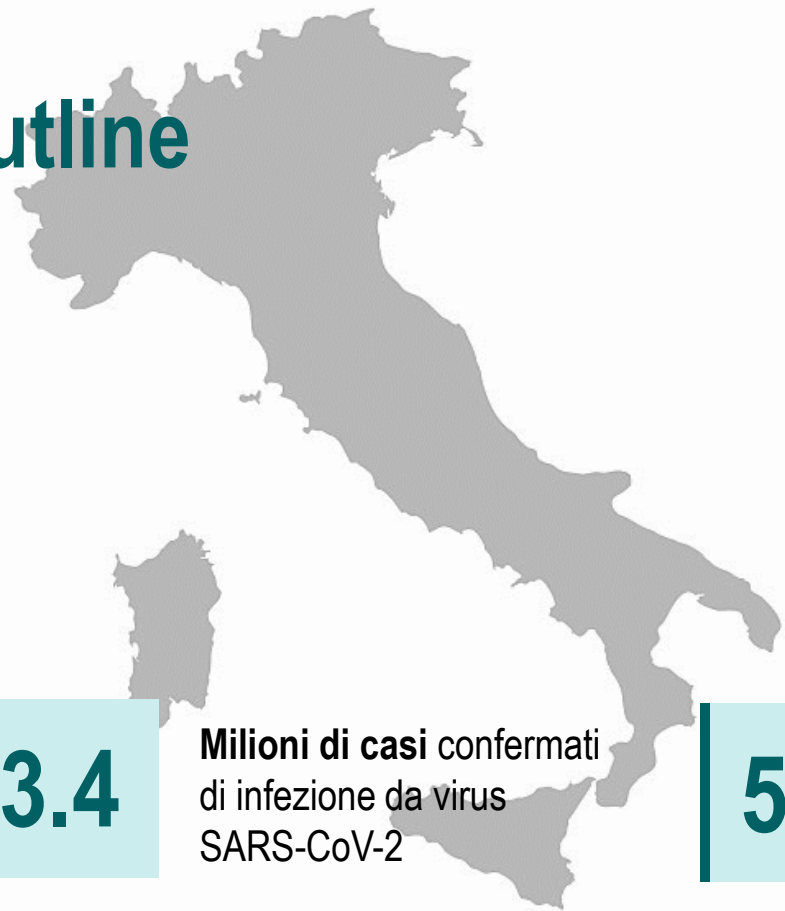 utline
3.4
Milioni di casi confermati
di infezione da virus
SARS-CoV-2
5